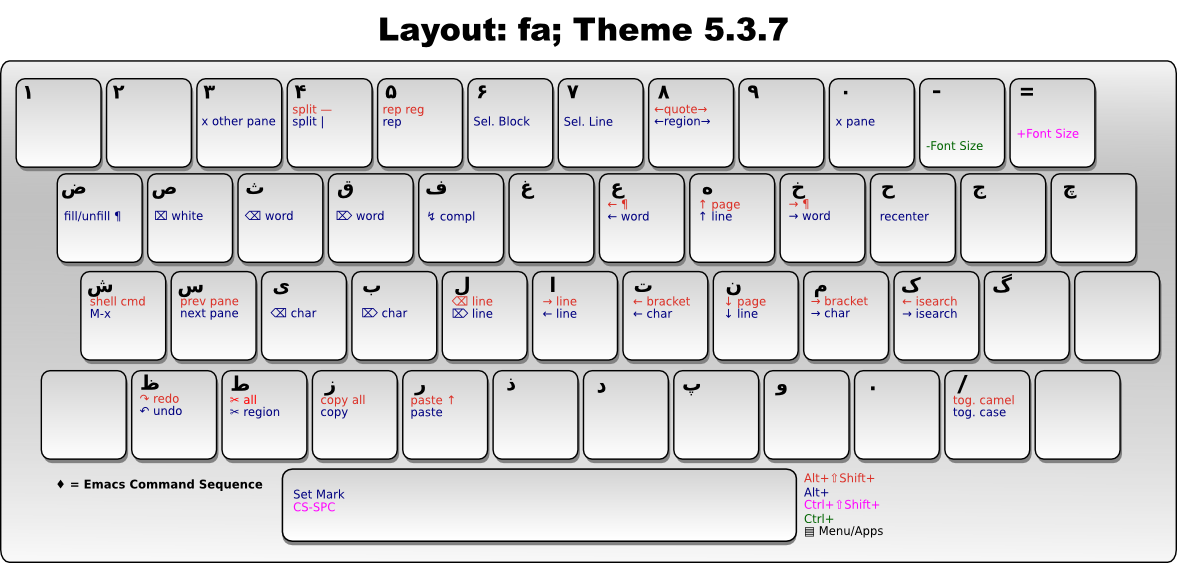 Layout: fa; Theme 5.3.7
۱
۲
۳
x other pane
۴
split —
split |
۵
rep reg
rep
۶
Sel. Block
۷
Sel. Line
۸
←quote→
←region→
۹
۰
x pane
-
-Font Size
=
+Font Size
ض
fill/unfill ¶
ص
⌧ white
ث
⌫ word
ق
⌦ word
ف
↯ compl
غ
ع
← ¶
← word
ه
↑ page
↑ line
خ
→ ¶
→ word
ح
recenter
ج
چ
ش
shell cmd
M-x
س
prev pane
next pane
ی
⌫ char
ب
⌦ char
ل
⌫ line
⌦ line
ا
→ line
← line
ت
← bracket
← char
ن
↓ page
↓ line
م
→ bracket
→ char
ک
← isearch
→ isearch
گ
ظ
↷ redo
↶ undo
ط
✂ all
✂ region
ز
copy all
copy
ر
paste ↑
paste
ذ
د
پ
و
.
/
tog. camel
tog. case
♦ = Emacs Command Sequence
Set Mark
CS-SPC
Alt+⇧Shift+
Alt+
Ctrl+⇧Shift+
Ctrl+
▤ Menu/Apps